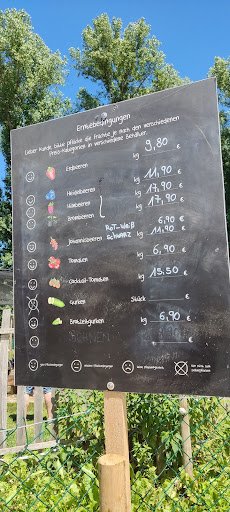 Erntebedingungen
Lieber Kunde, bitte pflücke die Früchte je nach den verschiedenen
Preis-Kategorien in verschiedene Behälter.
Erdbeeren kg 9,80 €
Heidelbeeren kg 11,90 €
Himbeeren kg 17,90 €
Brombeeren kg 17,90 €
Johannisbeeren Rot-Weiß 6,90 €
Schwarz kg 11,90 €
Tomaten kg 6,90 €
Cocktail-Tomaten kg 15,50 €
Gurken Stück €
Einlegegurken kg €
kg 6,90 €